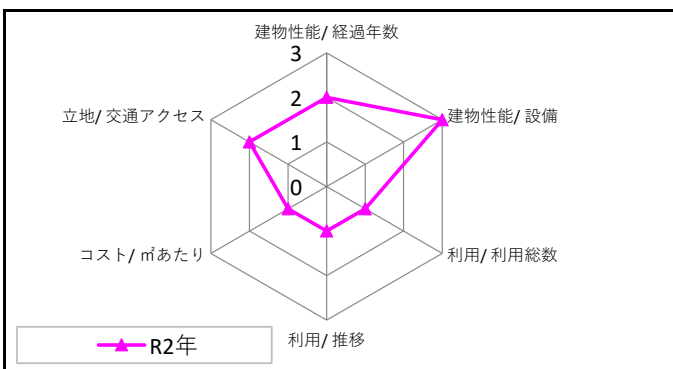 建物性能/ 経過年数
3
立地/ 交通アクセス
2
建物性能/ 設備
1
0
コスト/ ㎡あたり
利用/ 利用総数
利用/ 推移
R2年